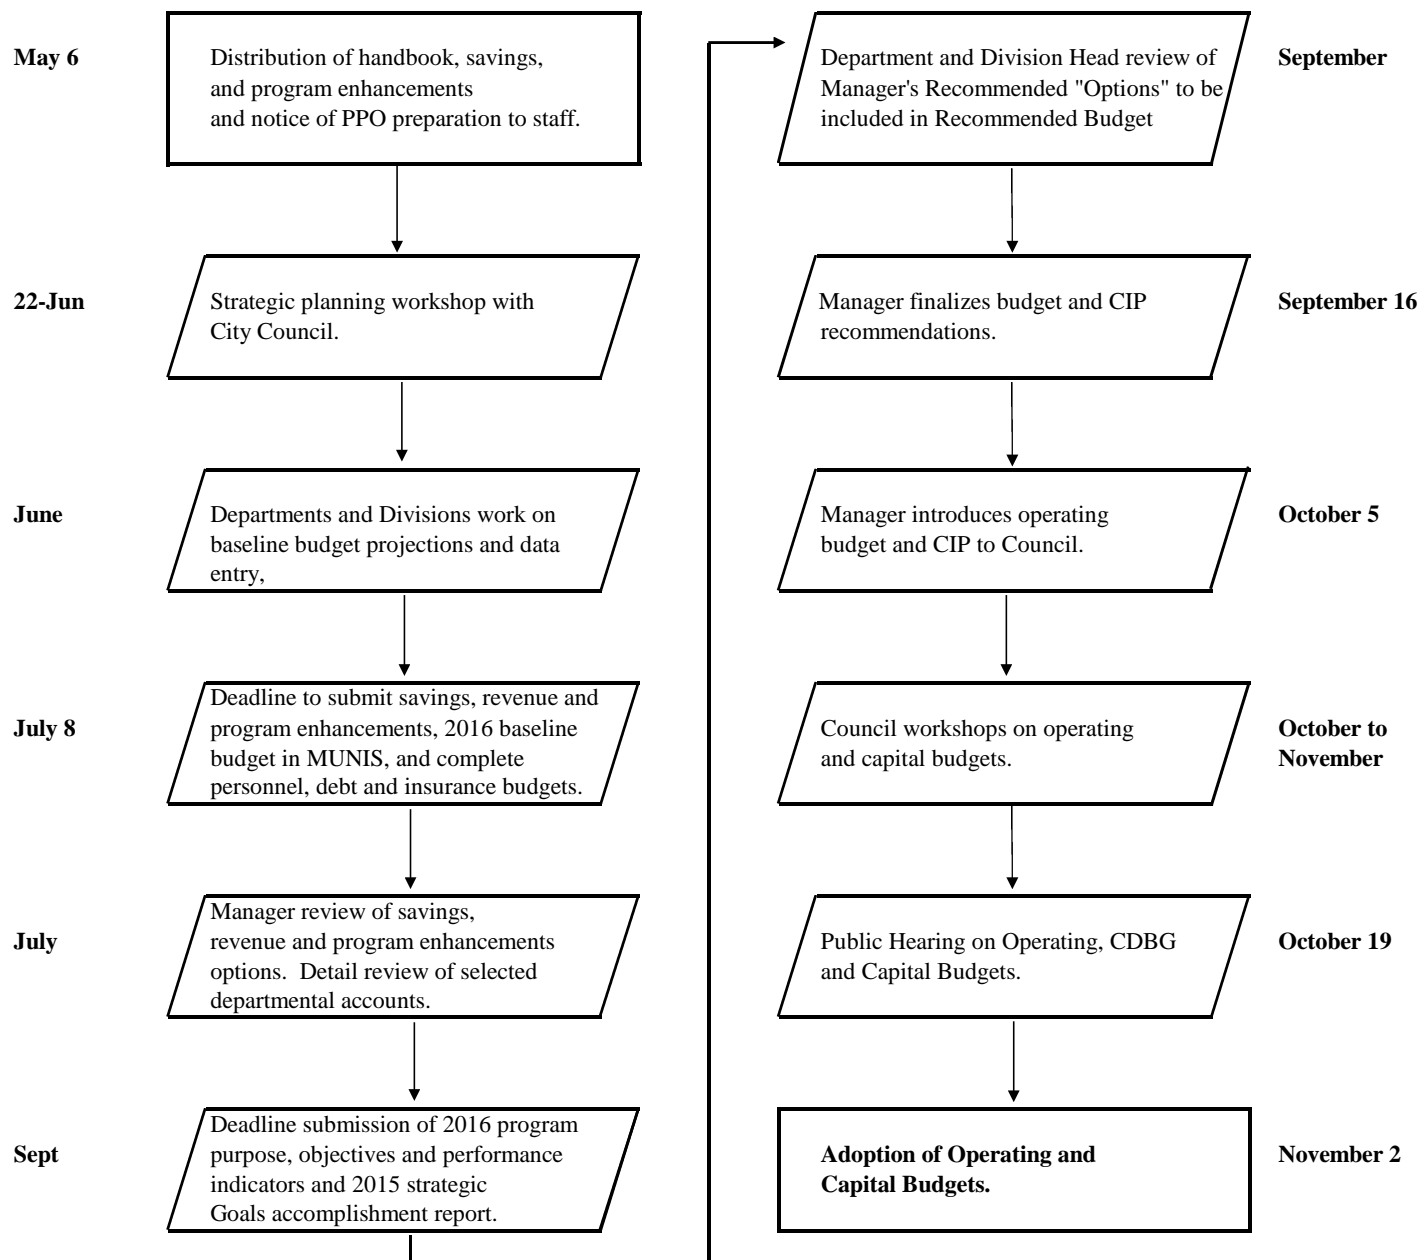 May 6
Distribution of handbook, savings,
and program enhancements
and notice of PPO preparation to staff.
22-Jun
Strategic planning workshop with
City Council.
June
Departments and Divisions work on
baseline budget projections and data
entry,
July 8
Deadline to submit savings, revenue and
program enhancements, 2016 baseline
budget in MUNIS, and complete
personnel, debt and insurance budgets.
July
Manager review of savings,
revenue and program enhancements
options.  Detail review of selected
departmental accounts.
Sept
Deadline submission of 2016 program
purpose, objectives and performance
indicators and 2015 strategic
Goals accomplishment report.
Department and Division Head review of
Manager's Recommended "Options" to be
included in Recommended Budget
September
Manager finalizes budget and CIP
recommendations.
September 16
Manager introduces operating
budget and CIP to Council.
October 5
Council workshops on operating
and capital budgets.
October to
November
Public Hearing on Operating, CDBG
and Capital Budgets.
October 19
Adoption of Operating and
Capital Budgets.
November 2